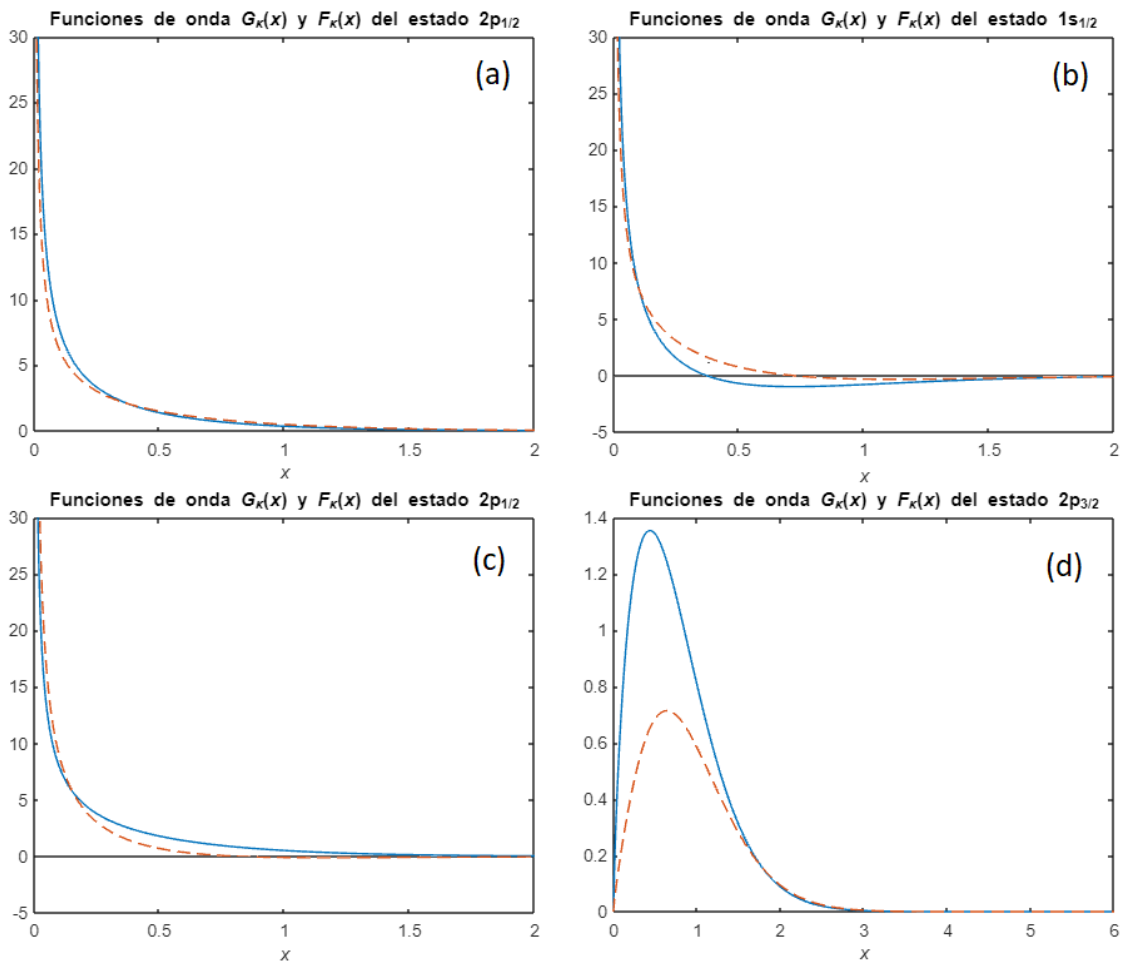 Funciones de onda Gκ(x) y Fκ(x) del estado 2p1/2
(a)
30
25
20
15
10
5
0
0 0.5 1 1.5 2
x
Funciones de onda Gκ(x) y Fκ(x) del estado 1s1/2
(b)
30
25
20
15
10
5
0
-5
0 0.5 1 1.5 2
x
Funciones de onda Gκ(x) y Fκ(x) del estado 2p1/2
(c)
30
25
20
15
10
5
0
-5
0 0.5 1 1.5 2
x
Funciones de onda Gκ(x) y Fκ(x) del estado 2p3/2
(d)
1.4
1.2
1
0.8
0.6
0.4
0.2
0
0 1 2 3 4 5 6
x